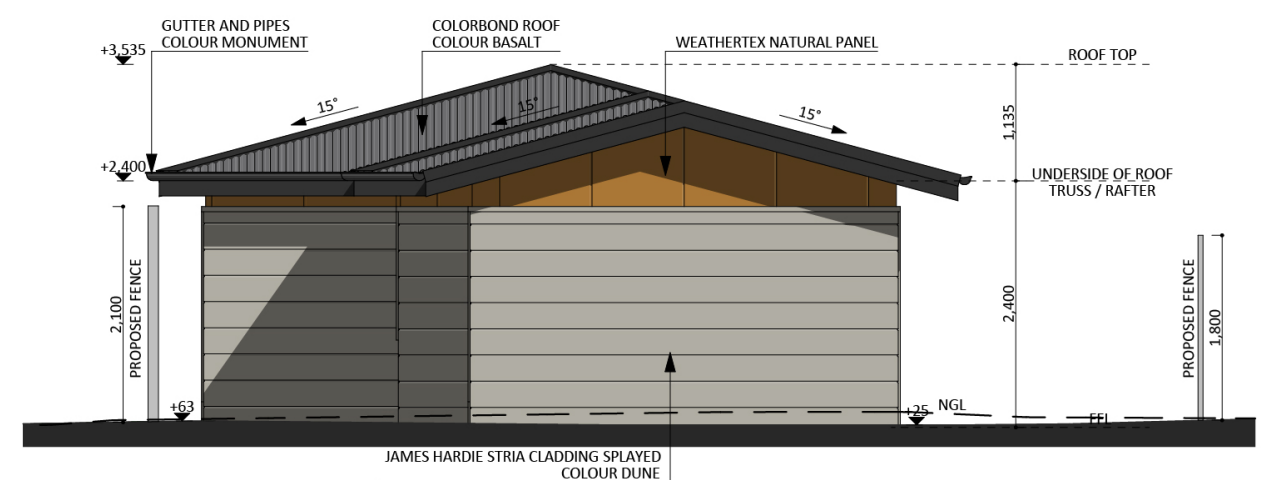 GUTTER AND PIPES
COLOUR MONUMENT
COLORBOND ROOF
COLOUR BASALT
WEATHERTEX NATURAL PANEL
+3,535
ROOF TOP
15°
15°
15°
1,135
+2,400
UNDERSIDE OF ROOF
TRUSS / RAFTER
2,100
PROPOSED FENCE
2,400
PROPOSED FENCE
1,800
+63
+25
NGL
FFL
JAMES HARDIE STRIA CLADDING SPLAYED
COLOUR DUNE